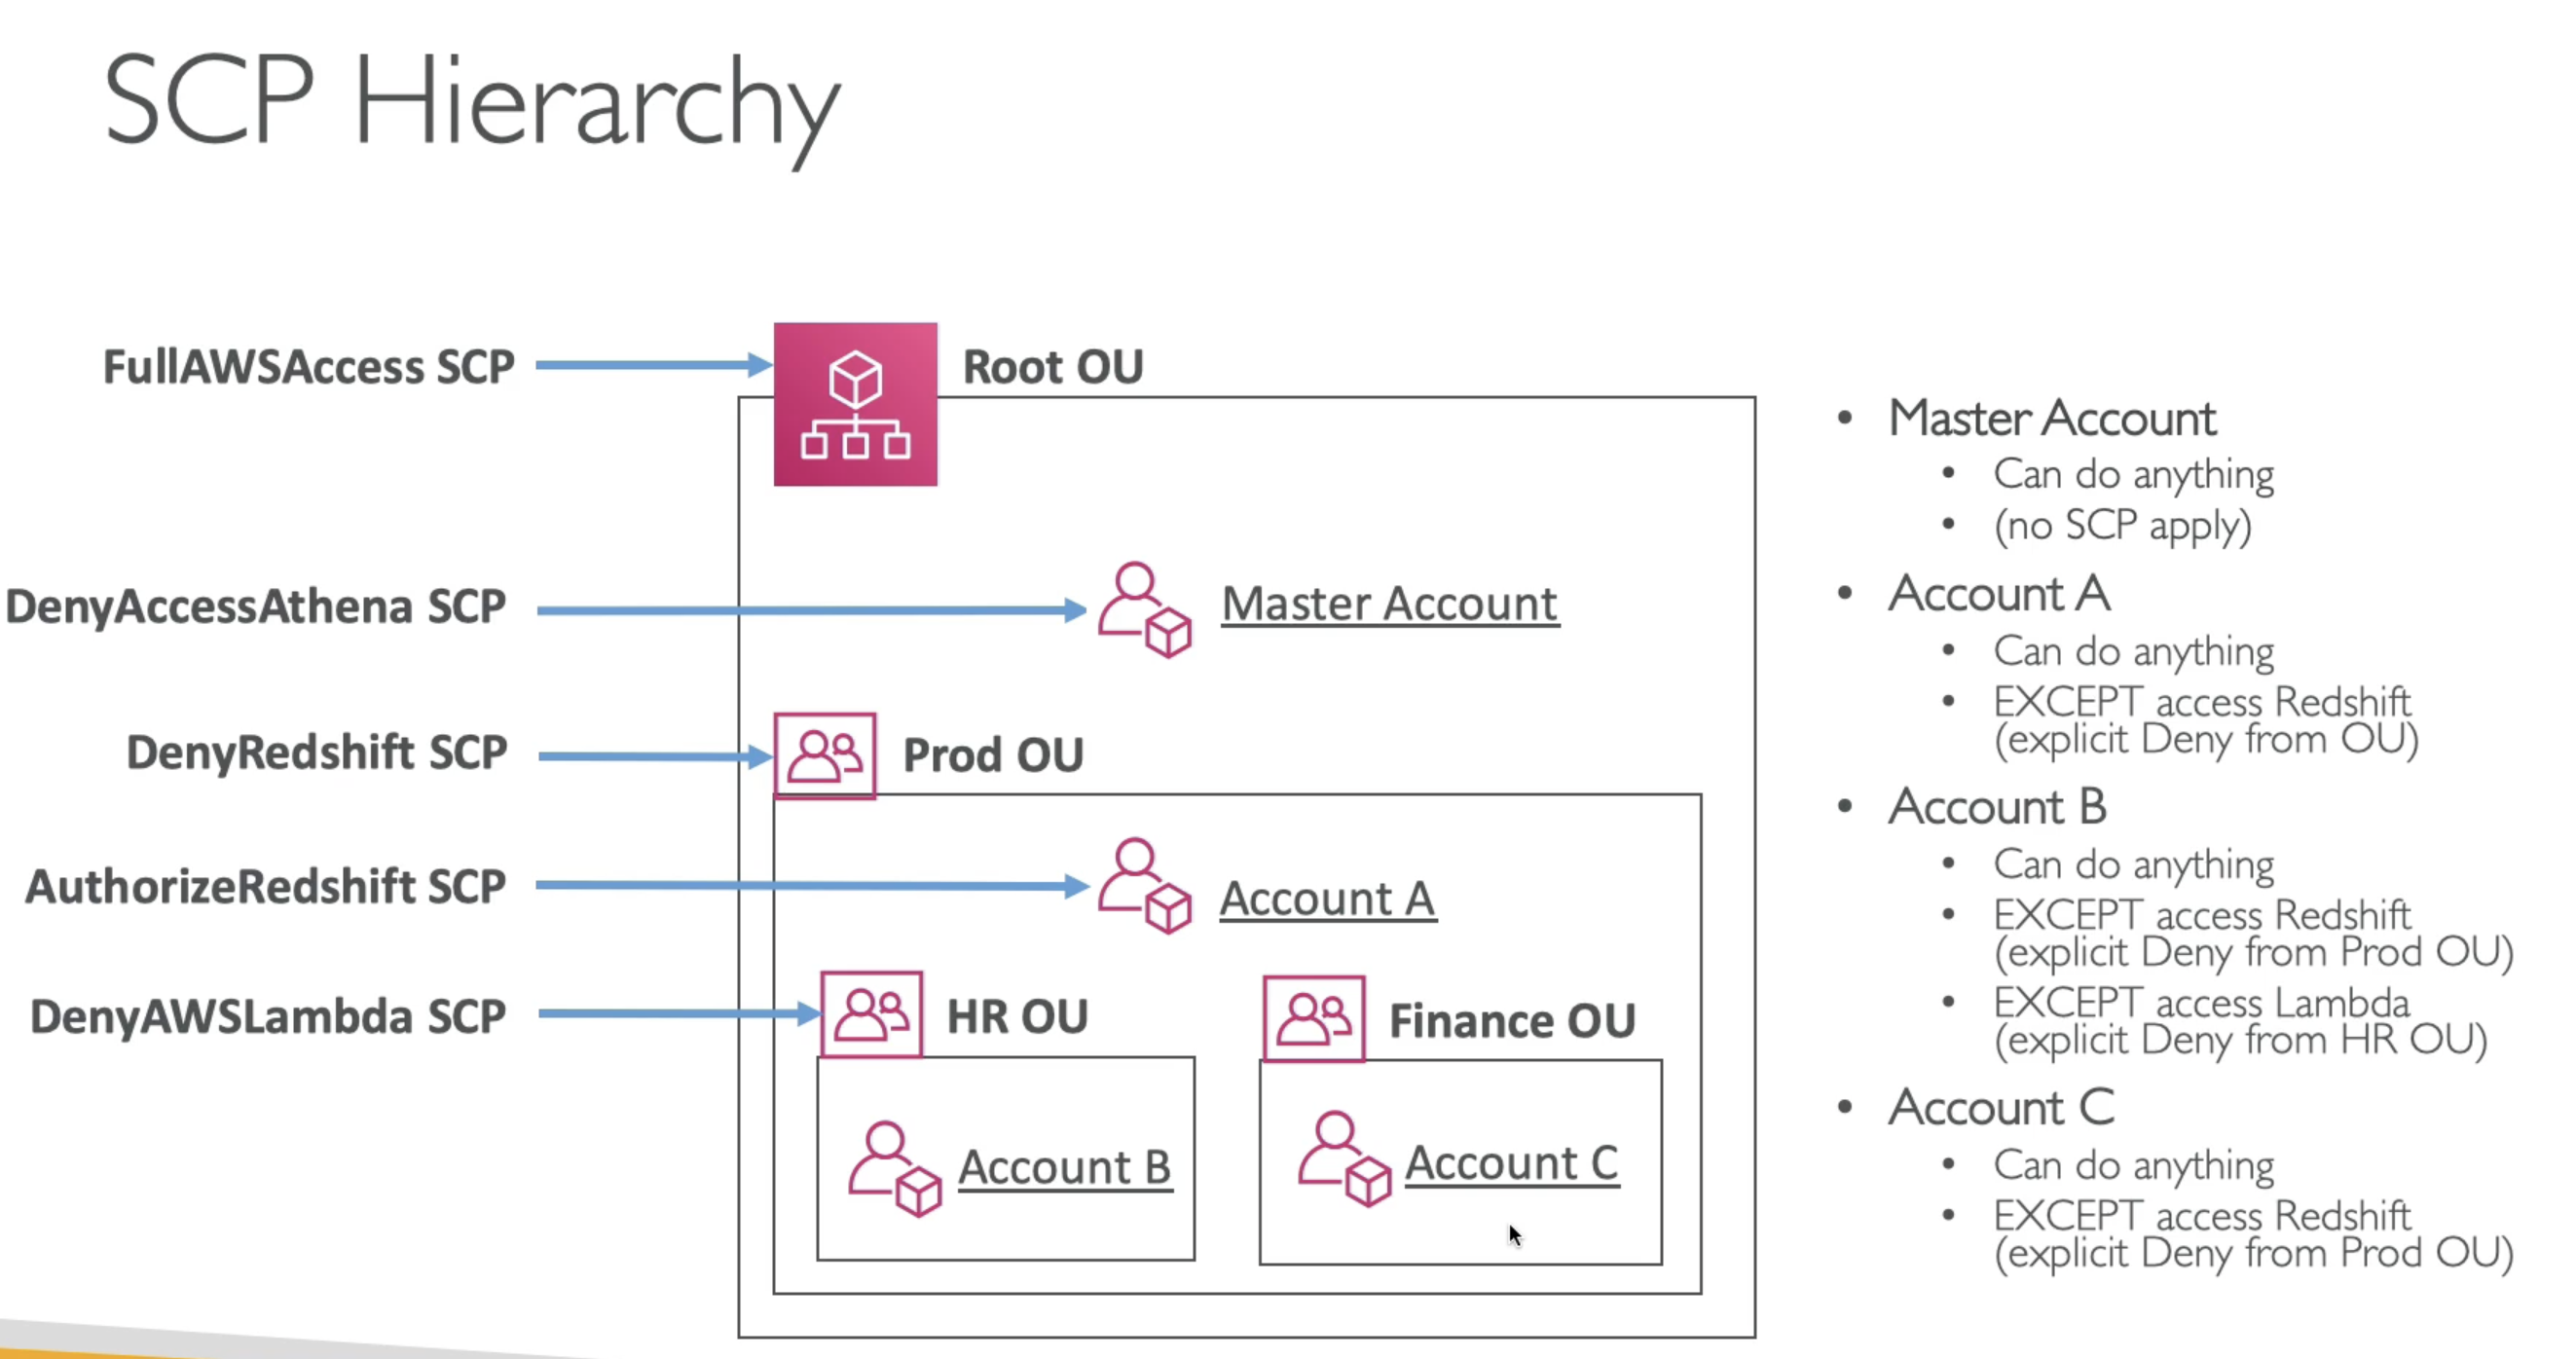 SCP Hierarchy
FullAWSAccess SCP
Root OU
DenyAccessAthena SCP
Master Account
DenyRedshift SCP
Prod OU
AuthorizeRedshift SCP
Account A
DenyAWSLambda SCP
HR OU
Finance OU
Account B
Account C
• Master Account
• Can do anything
• (no SCP apply)
• Account A
• Can do anything
• EXCEPT access Redshift
(explicit Deny from OU)
• Account B
• Can do anything
• EXCEPT access Redshift
(explicit Deny from Prod OU)
• EXCEPT access Lambda
(explicit Deny from HR OU)
• Account C
• Can do anything
• EXCEPT access Redshift
(explicit Deny from Prod OU)